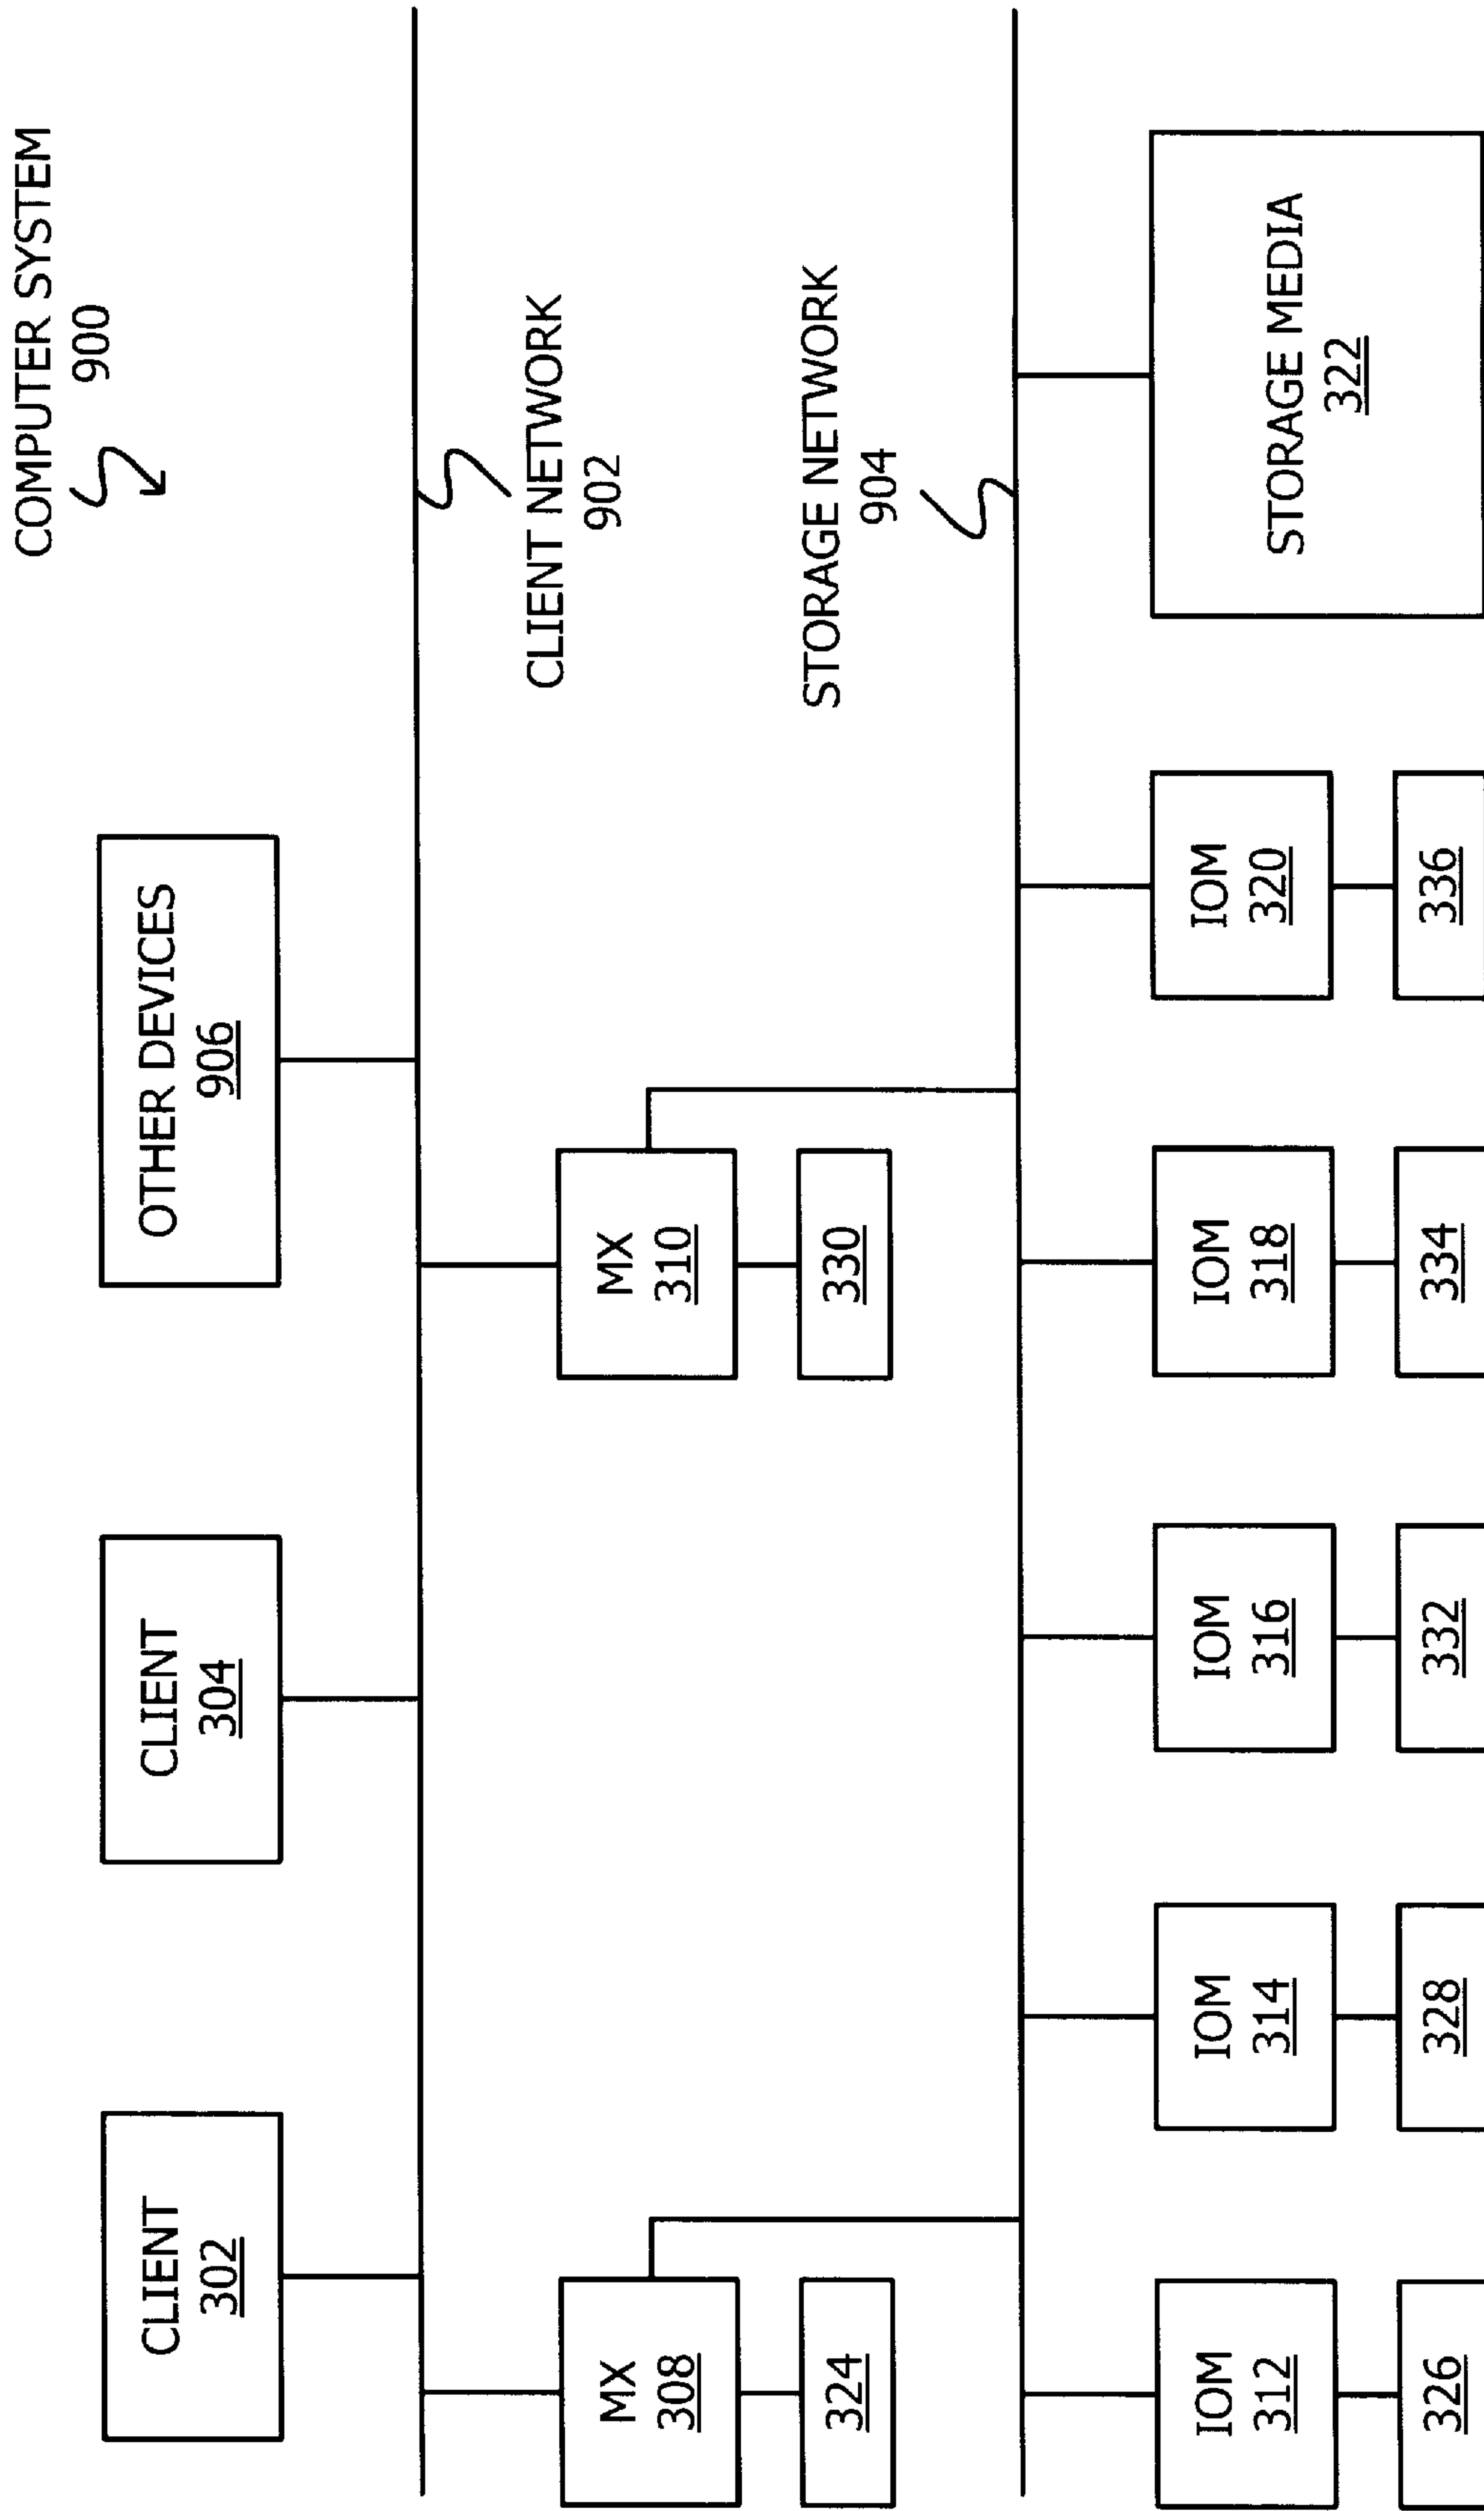 COMPUTER SYSTEM
900
CLIENT
302
CLIENT
304
OTHER DEVICES
906
CLIENT NETWORK
902
MX
308
324
MX
310
330
STORAGE NETWORK
904
IOM
312
326
IOM
314
328
IOM
316
332
IOM
318
334
IOM
320
336
STORAGE MEDIA
322